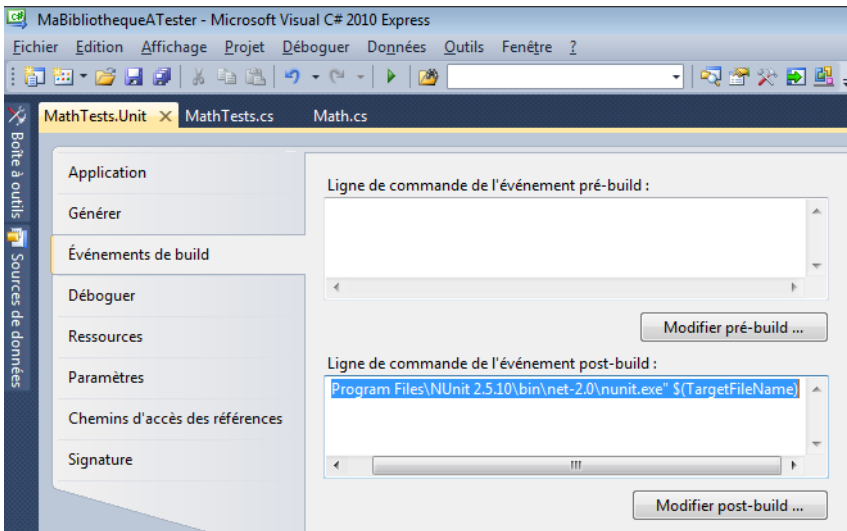 MaBibliothequeATester - Microsoft Visual C# 2010 Express
Fichier Edition Affichage Projet Déboguer Données Outils Fenêtre ?
MathTests.Unit MathTests.cs Math.cs
Boîte à outils
Sources de données
Application
Générer
Événements de build
Déboguer
Ressources
Paramètres
Chemins d'accès des références
Signature
Ligne de commande de l'événement pré-build :
Modifier pré-build ...
Ligne de commande de l'événement post-build :
Program Files\NUnit 2.5.10\bin\net-2.0\nunit.exe" $(TargetFileName)
Modifier post-build ...